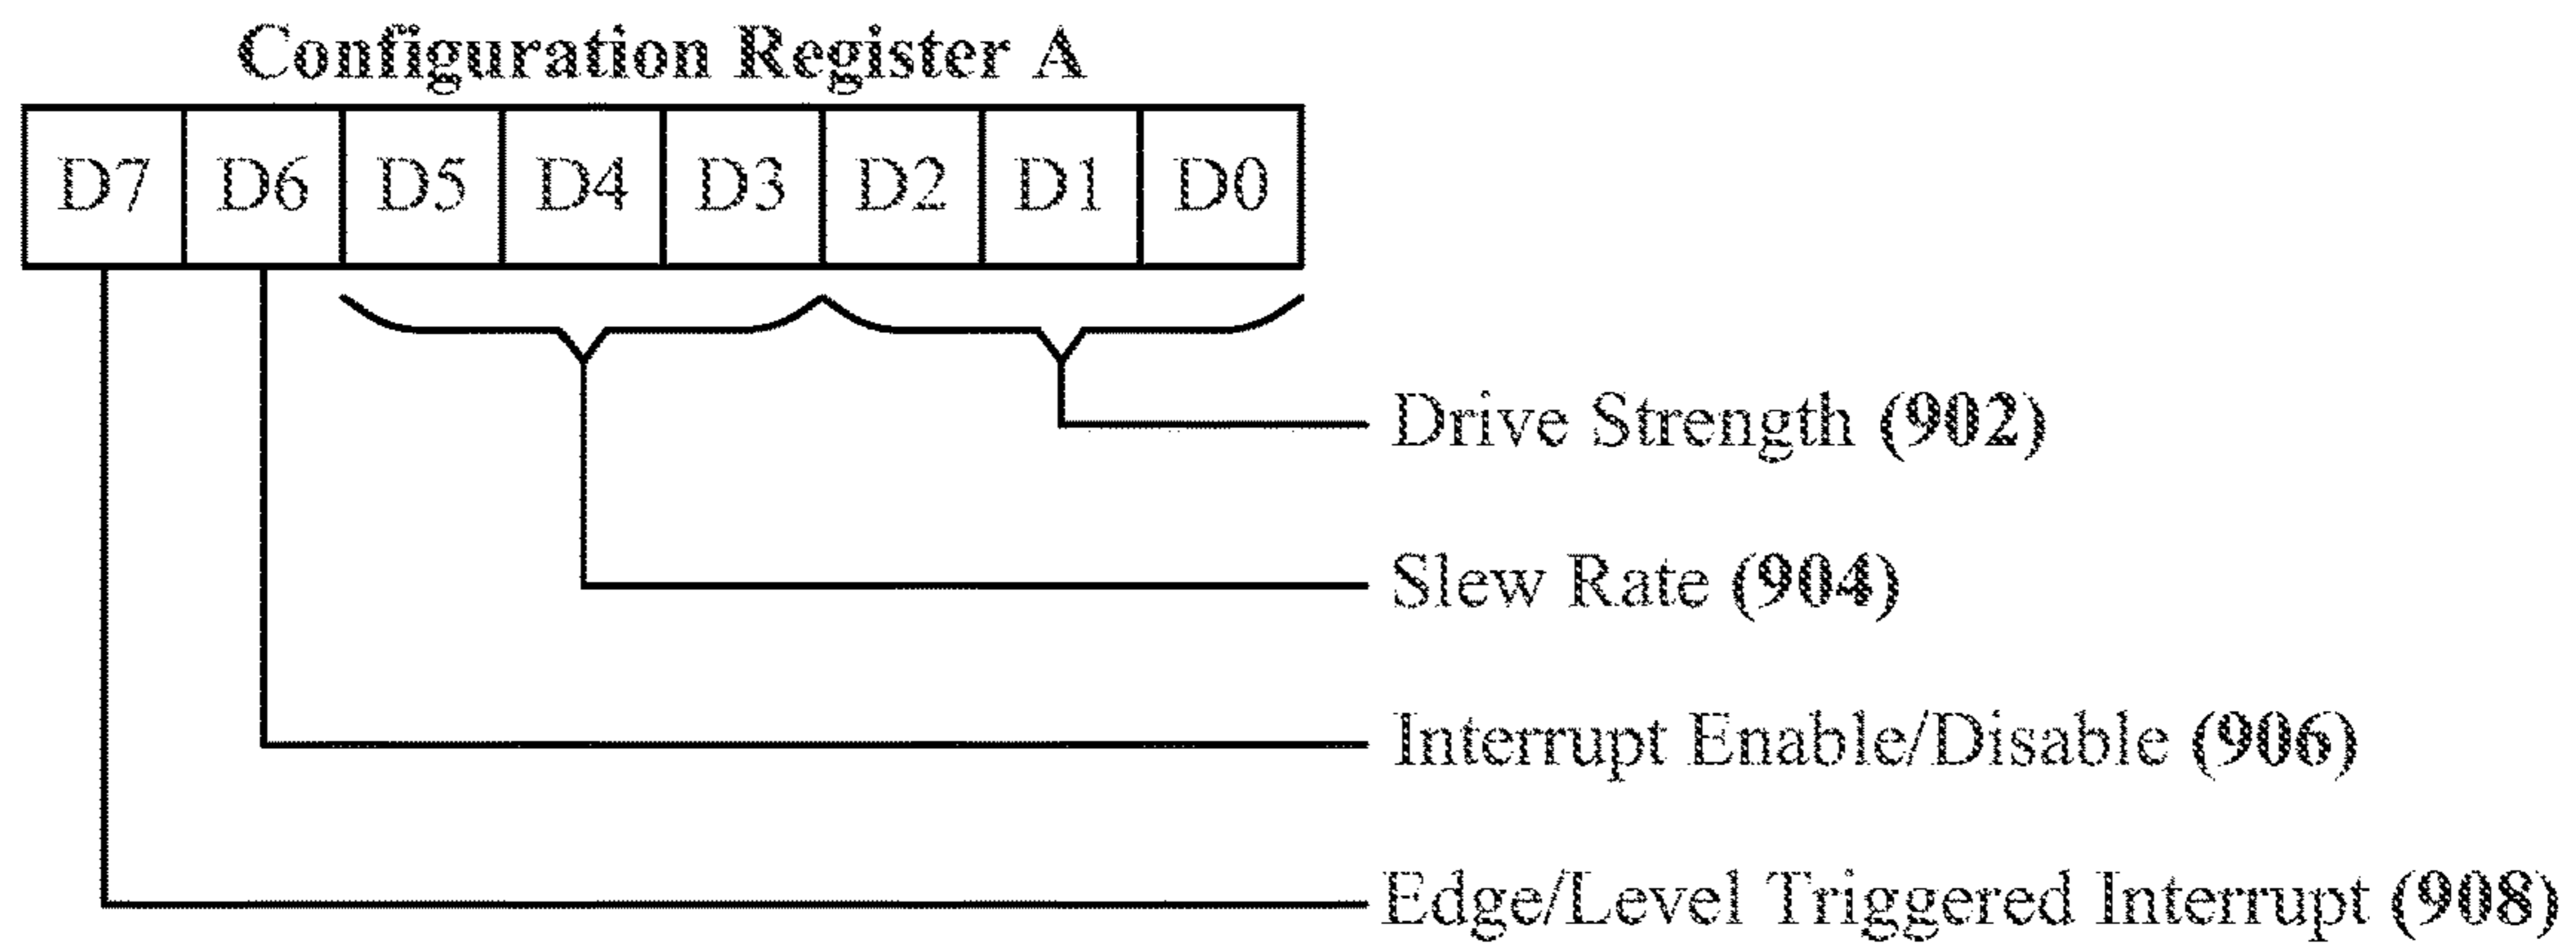 Configuration Register A
D7 D6 D5 D4 D3 D2 D1 D0
Drive Strength (902)
Slew Rate (904)
Interrupt Enable/Disable (906)
Edge/Level Triggered Interrupt (908)